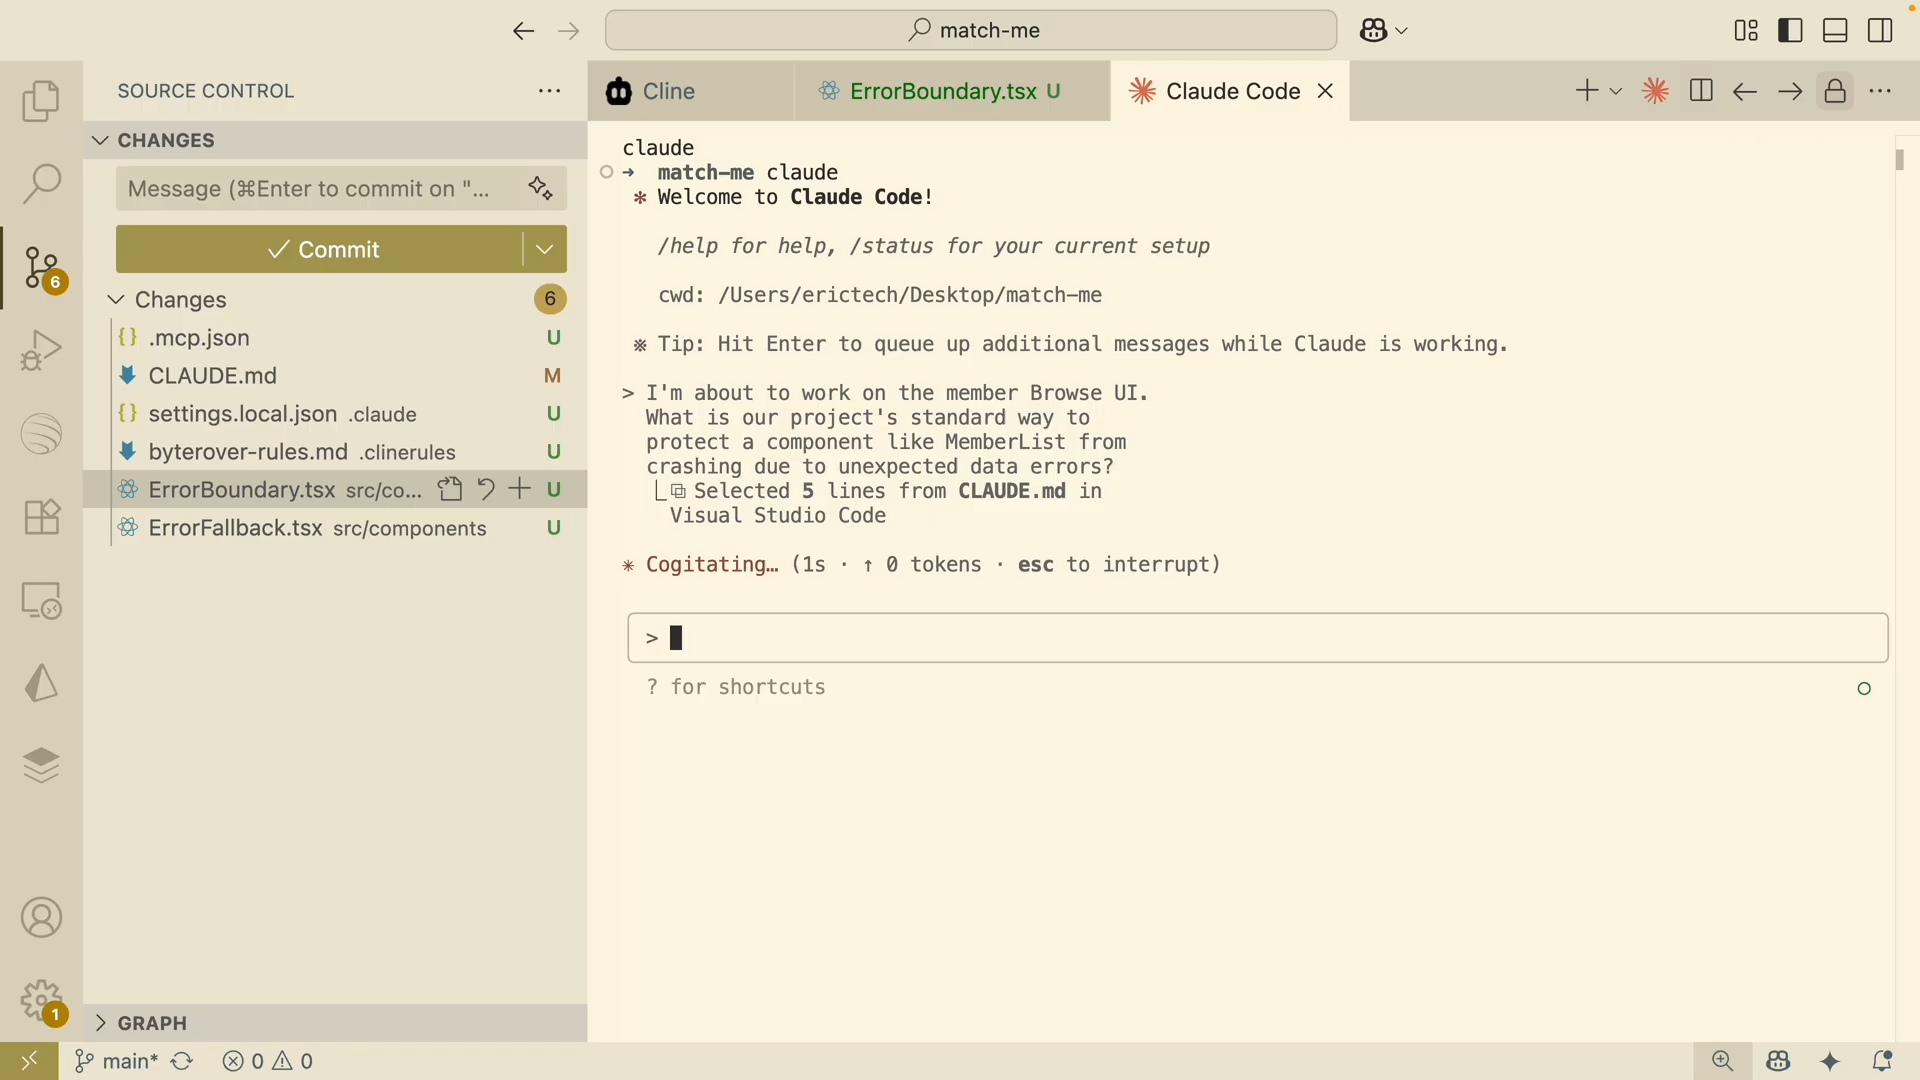 match-me
SOURCE CONTROL
CHANGES
Message (⌘Enter to commit on "...
Commit
Changes
6
.mcp.json U
CLAUDE.md M
settings.local.json .claude U
byterover-rules.md .clinerules U
ErrorBoundary.tsx src/co... U
ErrorFallback.tsx src/components U
6
1
GRAPH
Cline
ErrorBoundary.tsx U
Claude Code
claude
→ match-me claude
✻ Welcome to Claude Code!
/help for help, /status for your current setup
cwd: /Users/erictech/Desktop/match-me
※ Tip: Hit Enter to queue up additional messages while Claude is working.
> I'm about to work on the member Browse UI.
What is our project's standard way to
protect a component like MemberList from
crashing due to unexpected data errors?
⎿ ⧉ Selected 5 lines from CLAUDE.md in
Visual Studio Code
✳ Cogitating… (1s · ↑ 0 tokens · esc to interrupt)
>
? for shortcuts
main*
0
0